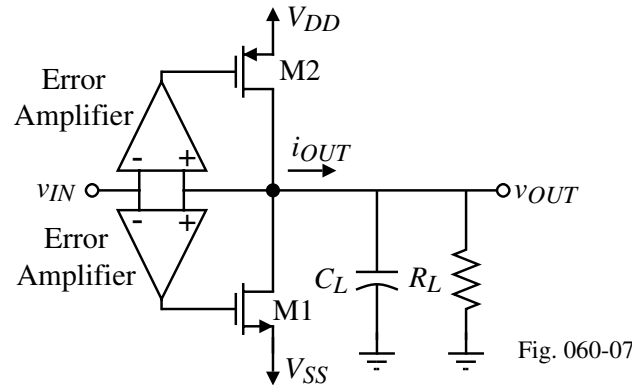 V_DD
Error
Amplifier
M2
i_OUT
- +
v_IN
v_OUT
- +
Error
Amplifier
C_L
R_L
M1
V_SS
Fig. 060-07